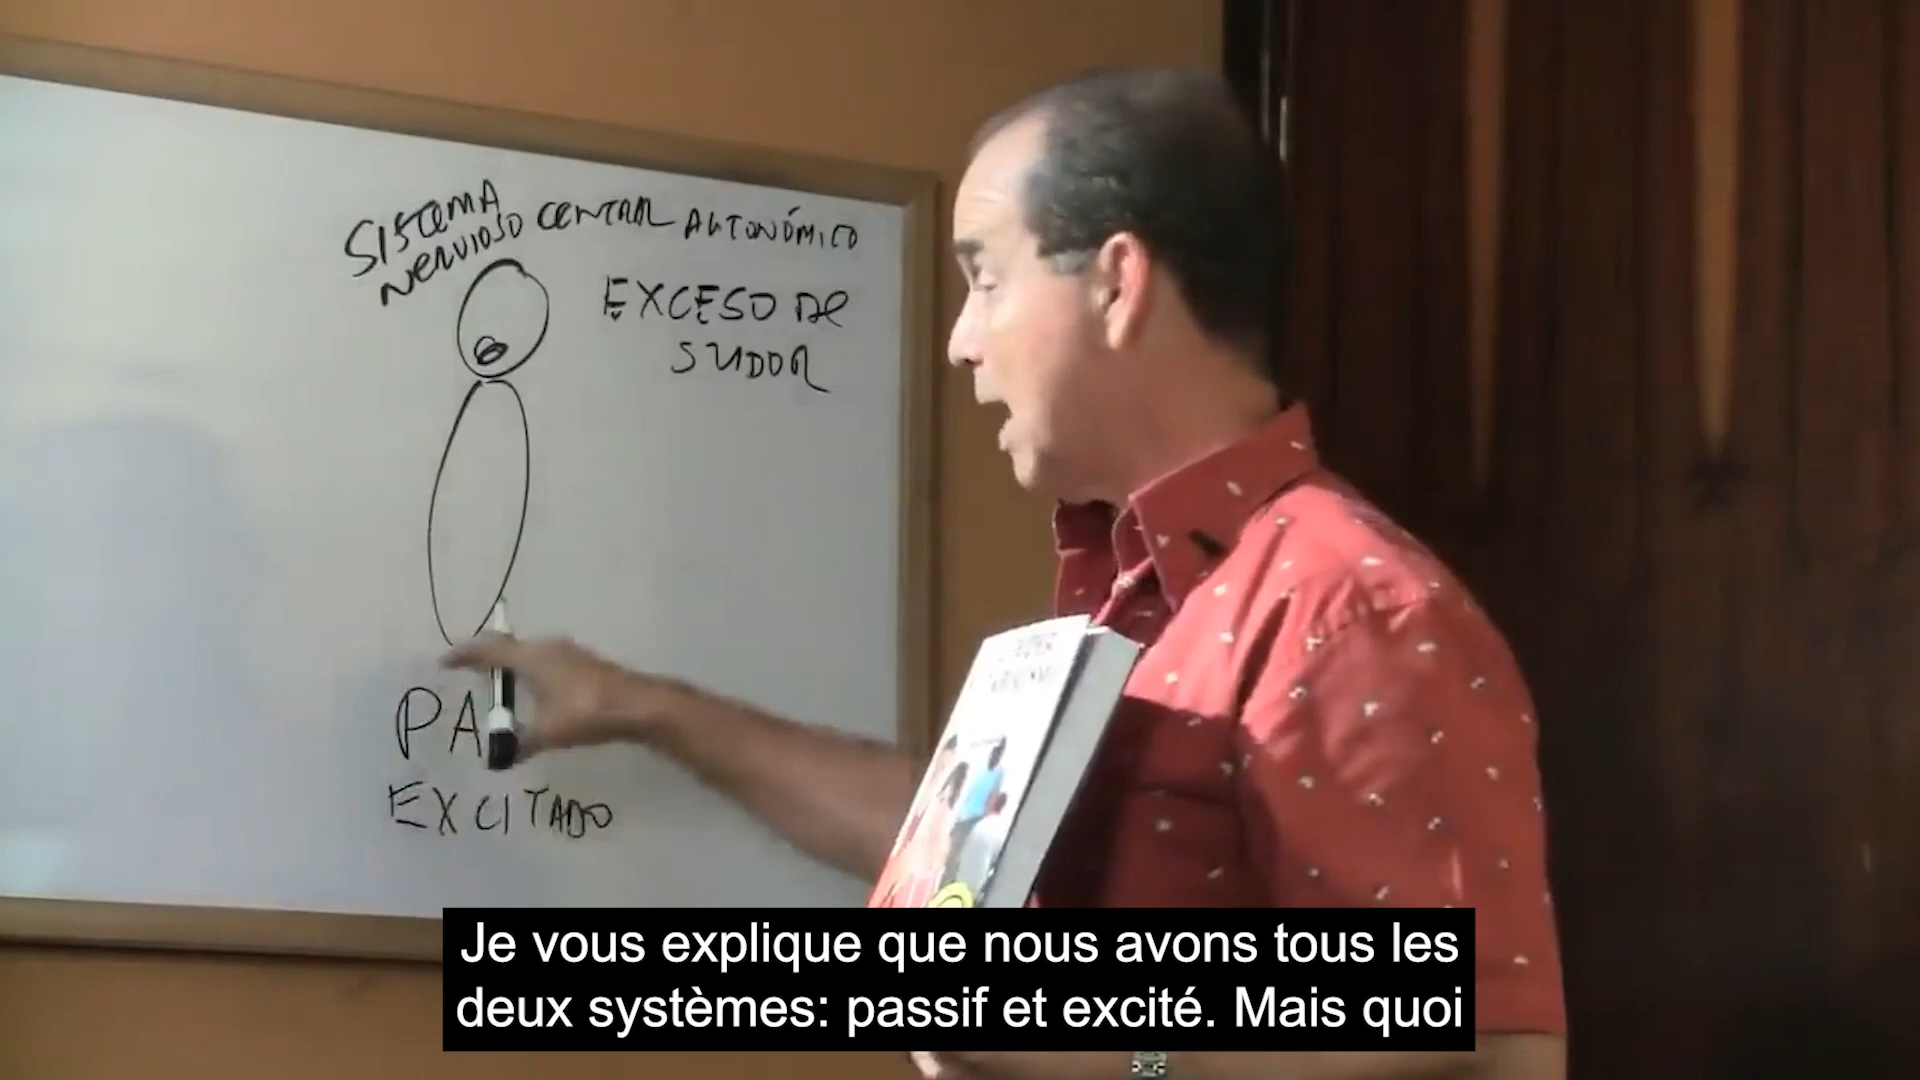 SISTEMA
NERVIOSO CENTRAL AUTONÓMICO
EXCESO DE
SUDOR
PA
EXCITADO
Je vous explique que nous avons tous les
deux systèmes: passif et excité. Mais quoi